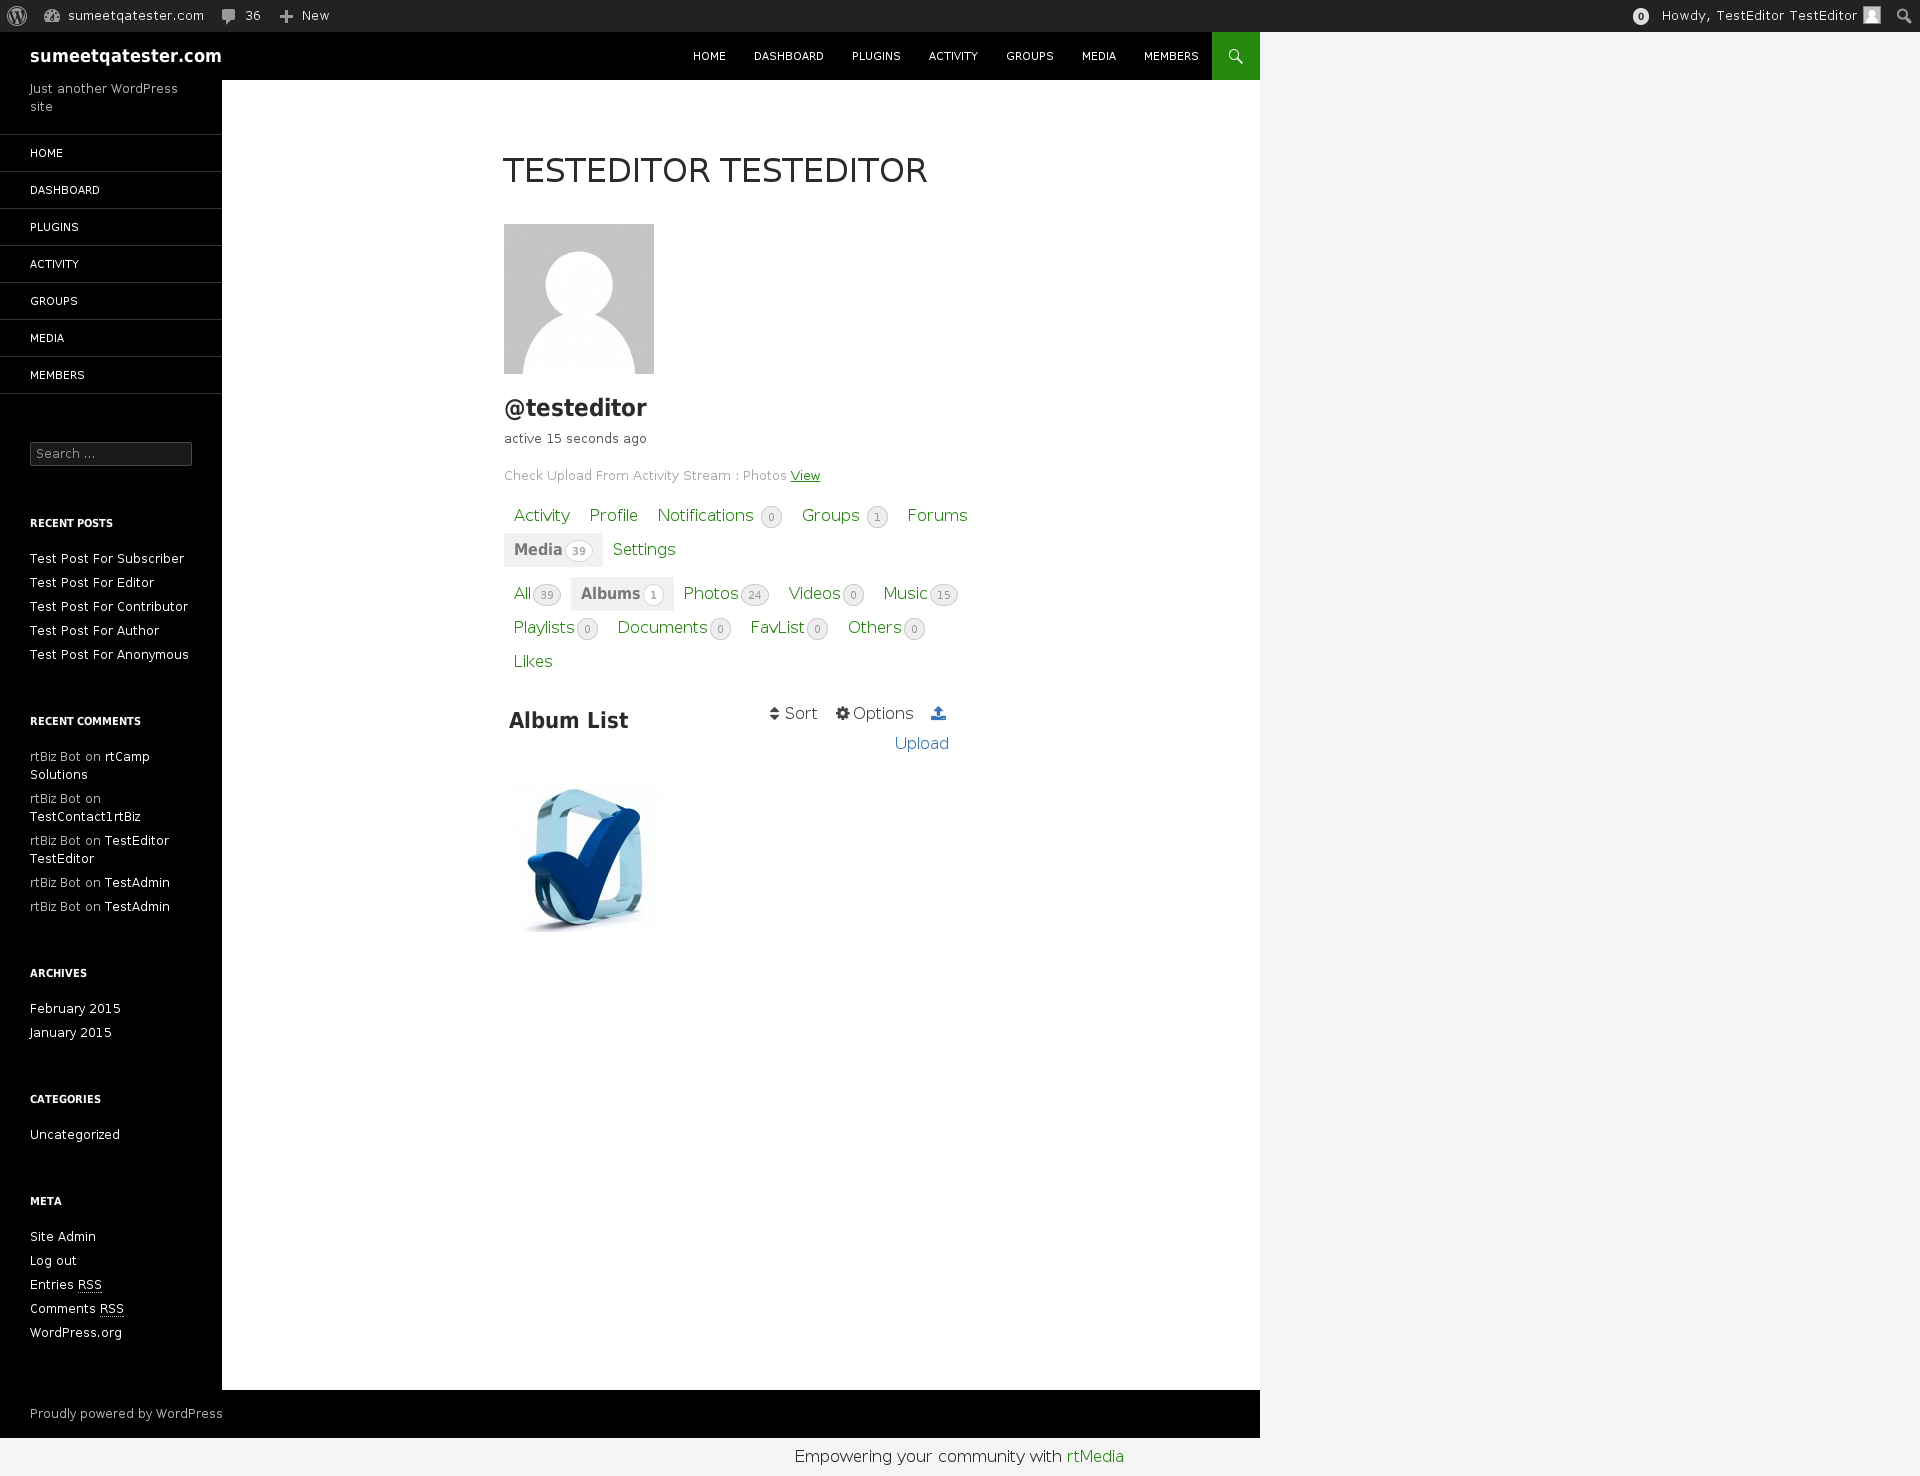 sumeetqatester.com 36 New 0 Howdy, TestEditor TestEditor
sumeetqatester.com HOME DASHBOARD PLUGINS ACTIVITY GROUPS MEDIA MEMBERS
Just another WordPress
site
HOME
DASHBOARD
PLUGINS
ACTIVITY
GROUPS
MEDIA
MEMBERS
Search ...
RECENT POSTS
Test Post For Subscriber
Test Post For Editor
Test Post For Contributor
Test Post For Author
Test Post For Anonymous
RECENT COMMENTS
rtBiz Bot on rtCamp
Solutions
rtBiz Bot on
TestContact1rtBiz
rtBiz Bot on TestEditor
TestEditor
rtBiz Bot on TestAdmin
rtBiz Bot on TestAdmin
ARCHIVES
February 2015
January 2015
CATEGORIES
Uncategorized
META
Site Admin
Log out
Entries RSS
Comments RSS
WordPress.org
TESTEDITOR TESTEDITOR
@testeditor
active 15 seconds ago
Check Upload From Activity Stream : Photos View
Activity Profile Notifications 0 Groups 1 Forums
Media 39 Settings
All 39 Albums 1 Photos 24 Videos 0 Music 15
Playlists 0 Documents 0 FavList 0 Others 0
Likes
Album List Sort Options
Upload
Proudly powered by WordPress
Empowering your community with rtMedia